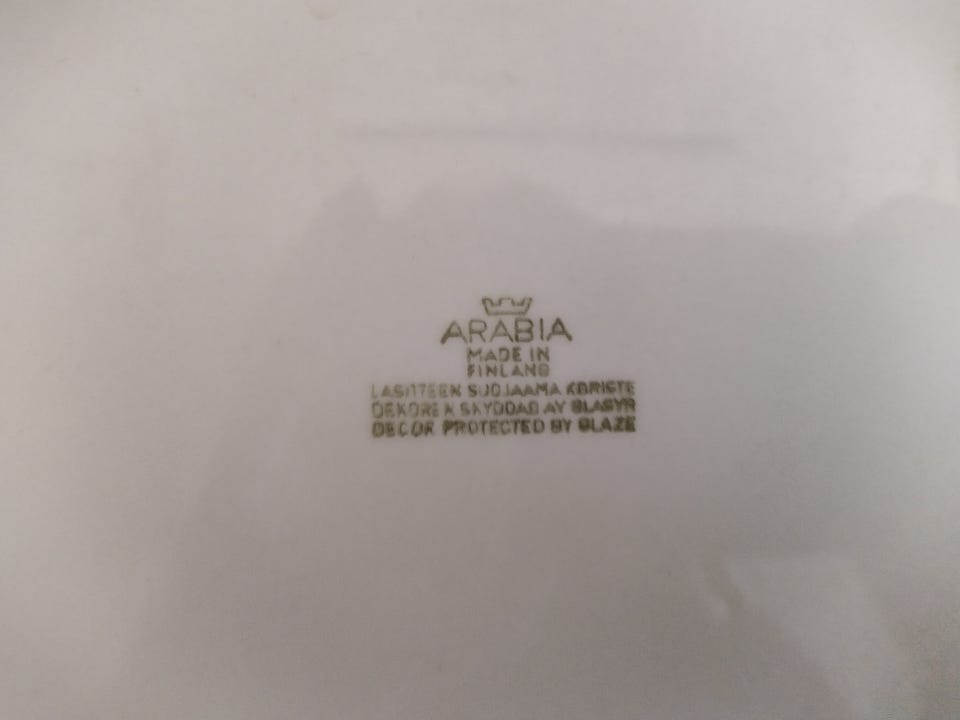 ARABIA
MADE IN
FINLAND
LASITTEEN SUOJAAMA KORISTE
DEKOREN SKYDDAD AV GLASYR
DECOR PROTECTED BY GLAZE